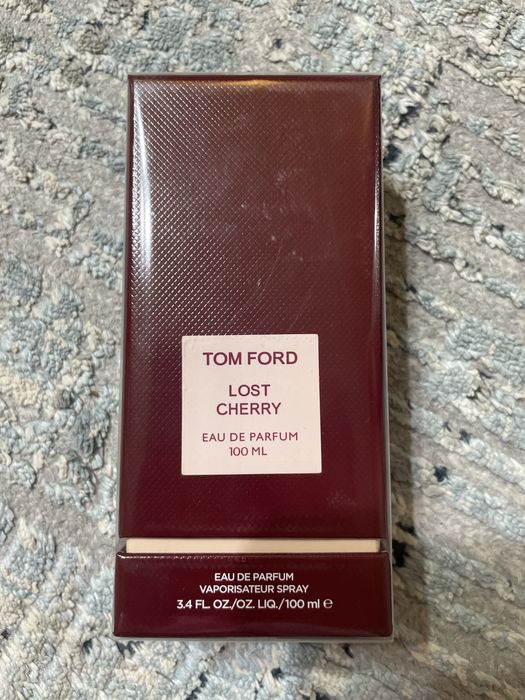 TOM FORD
LOST
CHERRY
EAU DE PARFUM
100 ML
EAU DE PARFUM
VAPORISATEUR SPRAY
3.4 FL. OZ./OZ. LIQ./100 ml ℮